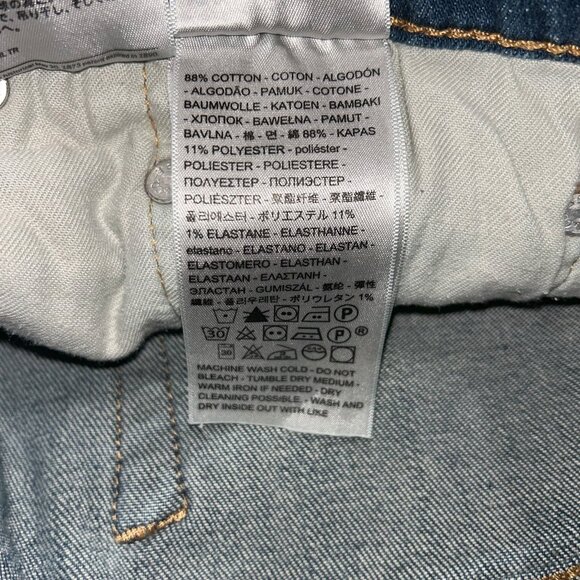 88% COTTON - COTON - ALGODÓN
- ALGODÃO - PAMUK - COTONE -
BAUMWOLLE - KATOEN - BAMBAKI
- ХЛОПОК - BAWEŁNA - PAMUT -
BAVLNA - 棉 - 면 - 綿 88% - KAPAS
11% POLYESTER - poliéster -
POLIESTER - POLIESTERE -
ΠΟΛΥΕΣΤΕΡ - ПОЛИЭСТЕР -
POLIÉSZTER - 聚酯纤维 - 聚酯纖維 -
폴리에스터 - ポリエステル 11%
1% ELASTANE - ELASTHANNE -
elastano - ELASTANO - ELASTAN -
ELASTOMERO - ELASTHAN -
ELASTAAN - ΕΛΑΣΤΑΝΗ -
ЭЛАСТАН - GUMISZÁL - 氨纶 - 彈性
纖維 - 폴리우레탄 - ポリウレタン 1%
30 P P ®
30
MACHINE WASH COLD - DO NOT
BLEACH - TUMBLE DRY MEDIUM -
WARM IRON IF NEEDED - DRY
CLEANING POSSIBLE. - WASH AND
DRY INSIDE OUT WITH LIKE